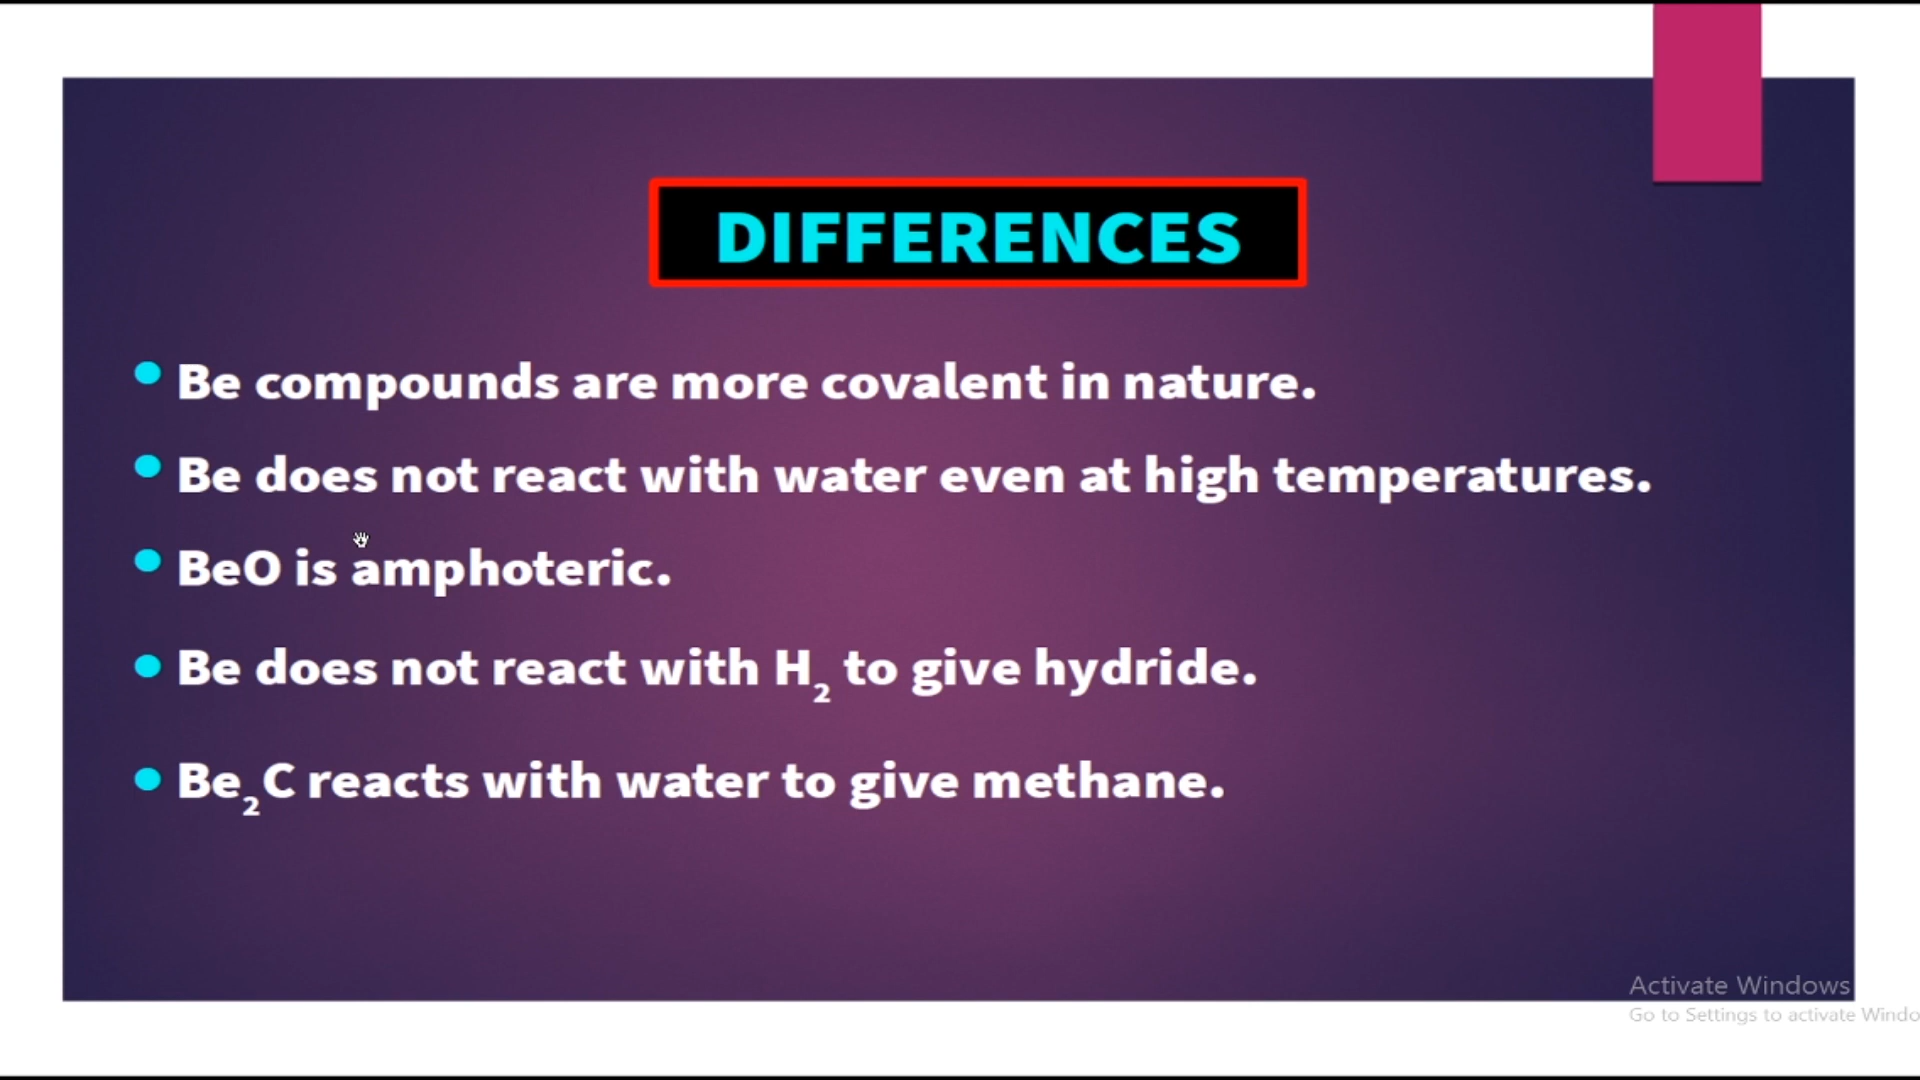 DIFFERENCES
Be compounds are more covalent in nature.
Be does not react with water even at high temperatures.
BeO is amphoteric.
Be does not react with H₂ to give hydride.
Be₂C reacts with water to give methane.
Activate Windows
Go to Settings to activate Windo